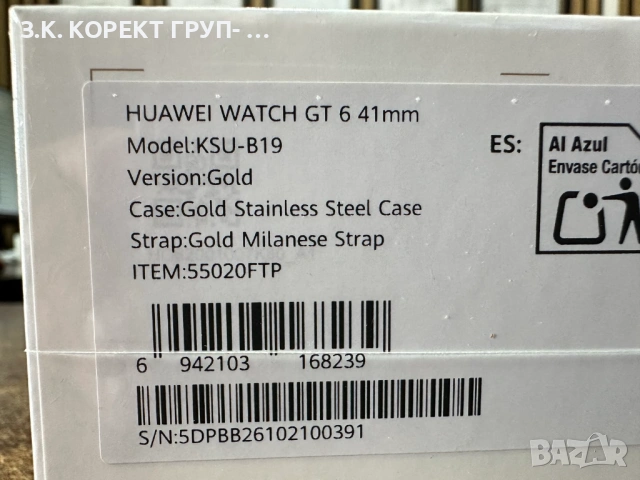 З.К. КОРЕКТ ГРУП- ...
HUAWEI WATCH GT 6 41mm
Model:KSU-B19
Version:Gold
Case:Gold Stainless Steel Case
Strap:Gold Milanese Strap
ITEM:55020FTP
ES:
Al Azul
Envase Cartó
6 942103 168239
S/N:5DPBB26102100391
BAZAR